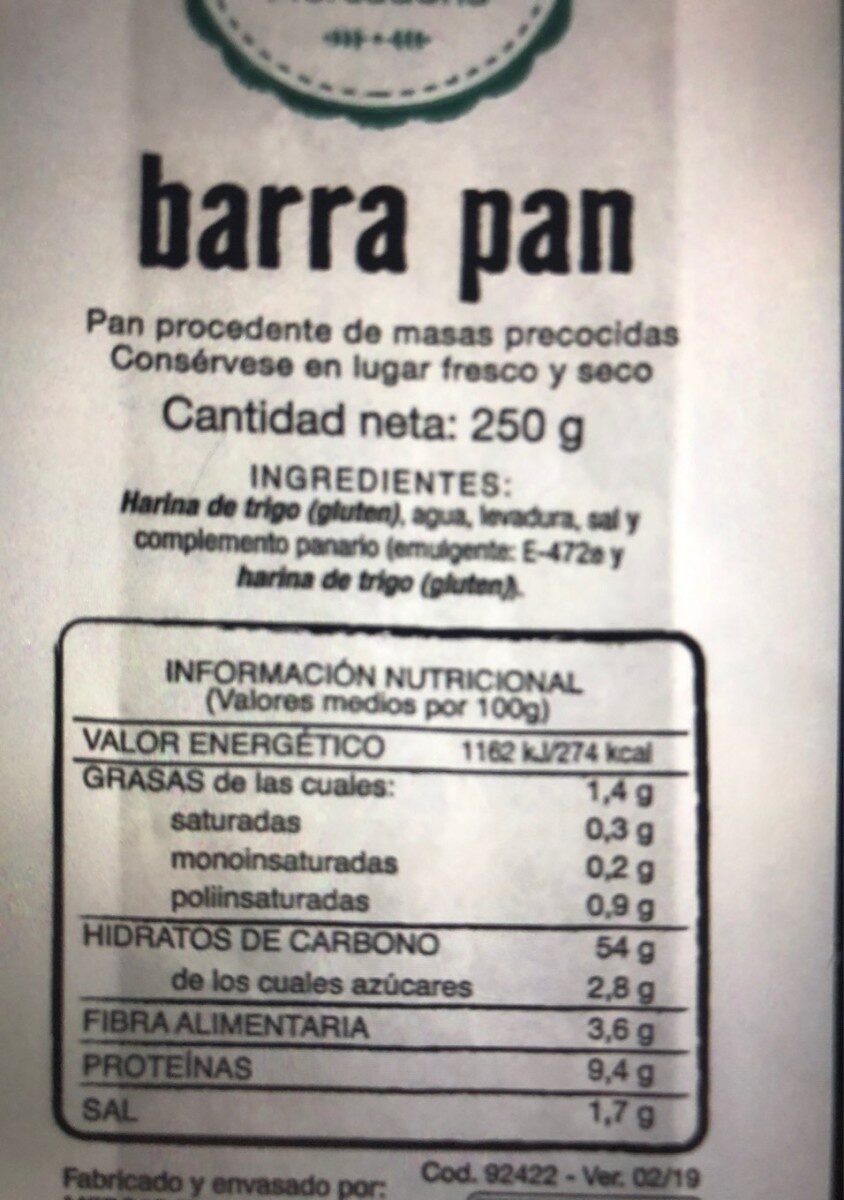 barra pan
Pan procedente de masas precocidas
Consérvese en lugar fresco y seco
Cantidad neta: 250 g
INGREDIENTES:
Harina de trigo (gluten), agua, levadura, sal y
complemento panario (emulgente: E-472e y
harina de trigo (gluten)).
INFORMACIÓN NUTRICIONAL
(Valores medios por 100g)
VALOR ENERGÉTICO 1162 kJ/274 kcal
GRASAS de las cuales: 1,4 g
saturadas 0,3 g
monoinsaturadas 0,2 g
poliinsaturadas 0,9 g
HIDRATOS DE CARBONO 54 g
de los cuales azúcares 2,8 g
FIBRA ALIMENTARIA 3,6 g
PROTEÍNAS 9,4 g
SAL 1,7 g
Fabricado y envasado por: Cod. 92422 - Ver. 02/19